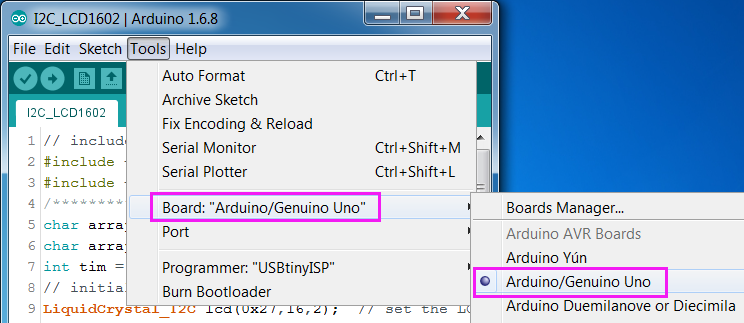 I2C_LCD1602 | Arduino 1.6.8
File Edit Sketch Tools Help
Auto Format Ctrl+T
Archive Sketch
Fix Encoding & Reload
Serial Monitor Ctrl+Shift+M
Serial Plotter Ctrl+Shift+L
Board: "Arduino/Genuino Uno"
Port
Programmer: "USBtinyISP"
Burn Bootloader
Boards Manager...
Arduino AVR Boards
Arduino Yún
Arduino/Genuino Uno
Arduino Duemilanove or Diecimila
I2C_LCD1602
1 // include
2 #include
3 #include
4 /*********
5 char array
6 char array
7 int tim =
8 // initial
9 LiquidCrystal_I2C lcd(0x27,16,2); // set the LC